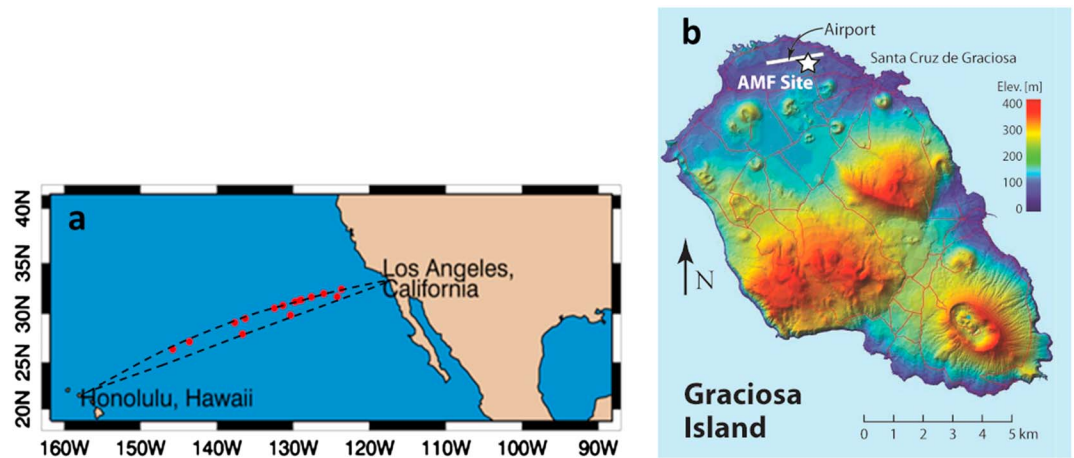 a
40N
35N
30N
25N
20N
Los Angeles,
California
Honolulu, Hawaii
160W 150W 140W 130W 120W 110W 100W 90W
b
Airport
Santa Cruz de Graciosa
AMF Site
Elev. [m]
400
300
200
100
0
N
Graciosa
Island
0 1 2 3 4 5 km